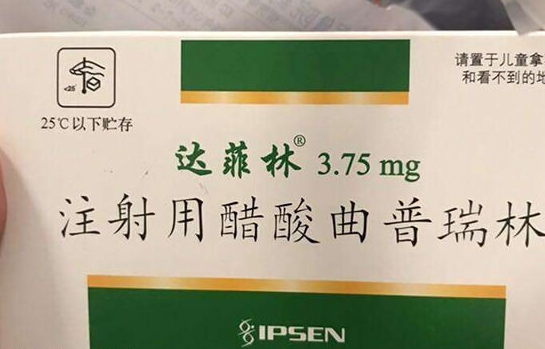 <25
25℃以下贮存
请置于儿童拿
和看不到的地
达菲林® 3.75 mg
注射用醋酸曲普瑞林
IPSEN